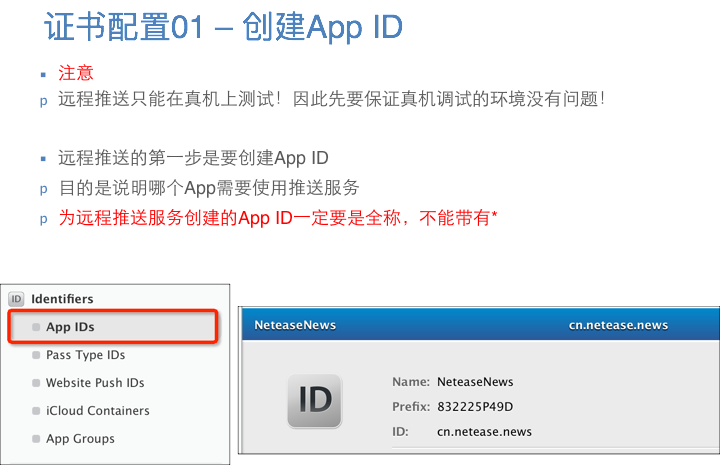 证书配置01 – 创建App ID
▪ 注意
p 远程推送只能在真机上测试！因此先要保证真机调试的环境没有问题！
▪ 远程推送的第一步是要创建App ID
p 目的是说明哪个App需要使用推送服务
p 为远程推送服务创建的App ID一定要是全称，不能带有*
ID Identifiers
App IDs
Pass Type IDs
Website Push IDs
iCloud Containers
App Groups
NeteaseNews cn.netease.news
ID
Name: NeteaseNews
Prefix: 832225P49D
ID: cn.netease.news